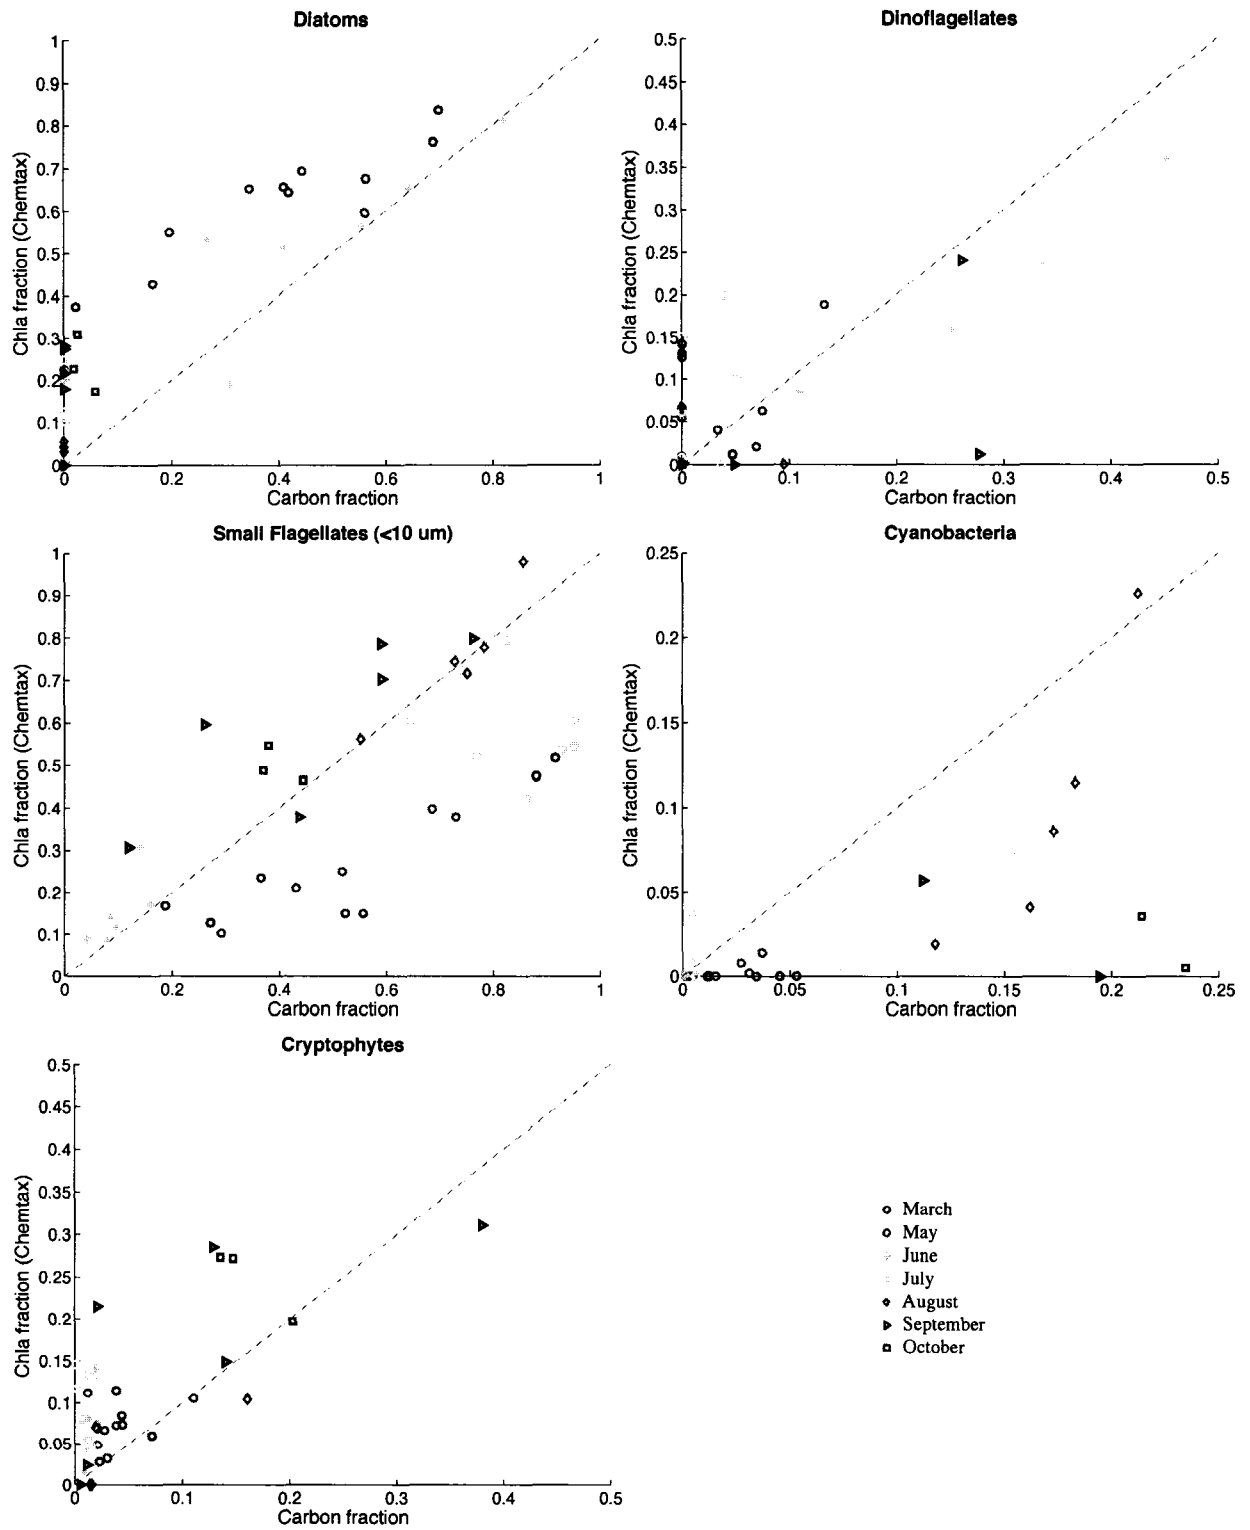 Diatoms
1
0.9
0.8
0.7
0.6
0.5
0.4
0.3
0.2
0.1
0
0 0.2 0.4 0.6 0.8 1
Chla fraction (Chemtax)
Carbon fraction
Dinoflagellates
0.5
0.45
0.4
0.35
0.3
0.25
0.2
0.15
0.1
0.05
0
0 0.1 0.2 0.3 0.4 0.5
Chla fraction (Chemtax)
Carbon fraction
Small Flagellates (<10 um)
1
0.9
0.8
0.7
0.6
0.5
0.4
0.3
0.2
0.1
0
0 0.2 0.4 0.6 0.8 1
Chla fraction (Chemtax)
Carbon fraction
Cyanobacteria
0.25
0.2
0.15
0.1
0.05
0
0 0.05 0.1 0.15 0.2 0.25
Chla fraction (Chemtax)
Carbon fraction
Cryptophytes
0.5
0.45
0.4
0.35
0.3
0.25
0.2
0.15
0.1
0.05
0
0 0.1 0.2 0.3 0.4 0.5
Chla fraction (Chemtax)
Carbon fraction
March
May
June
July
August
September
October